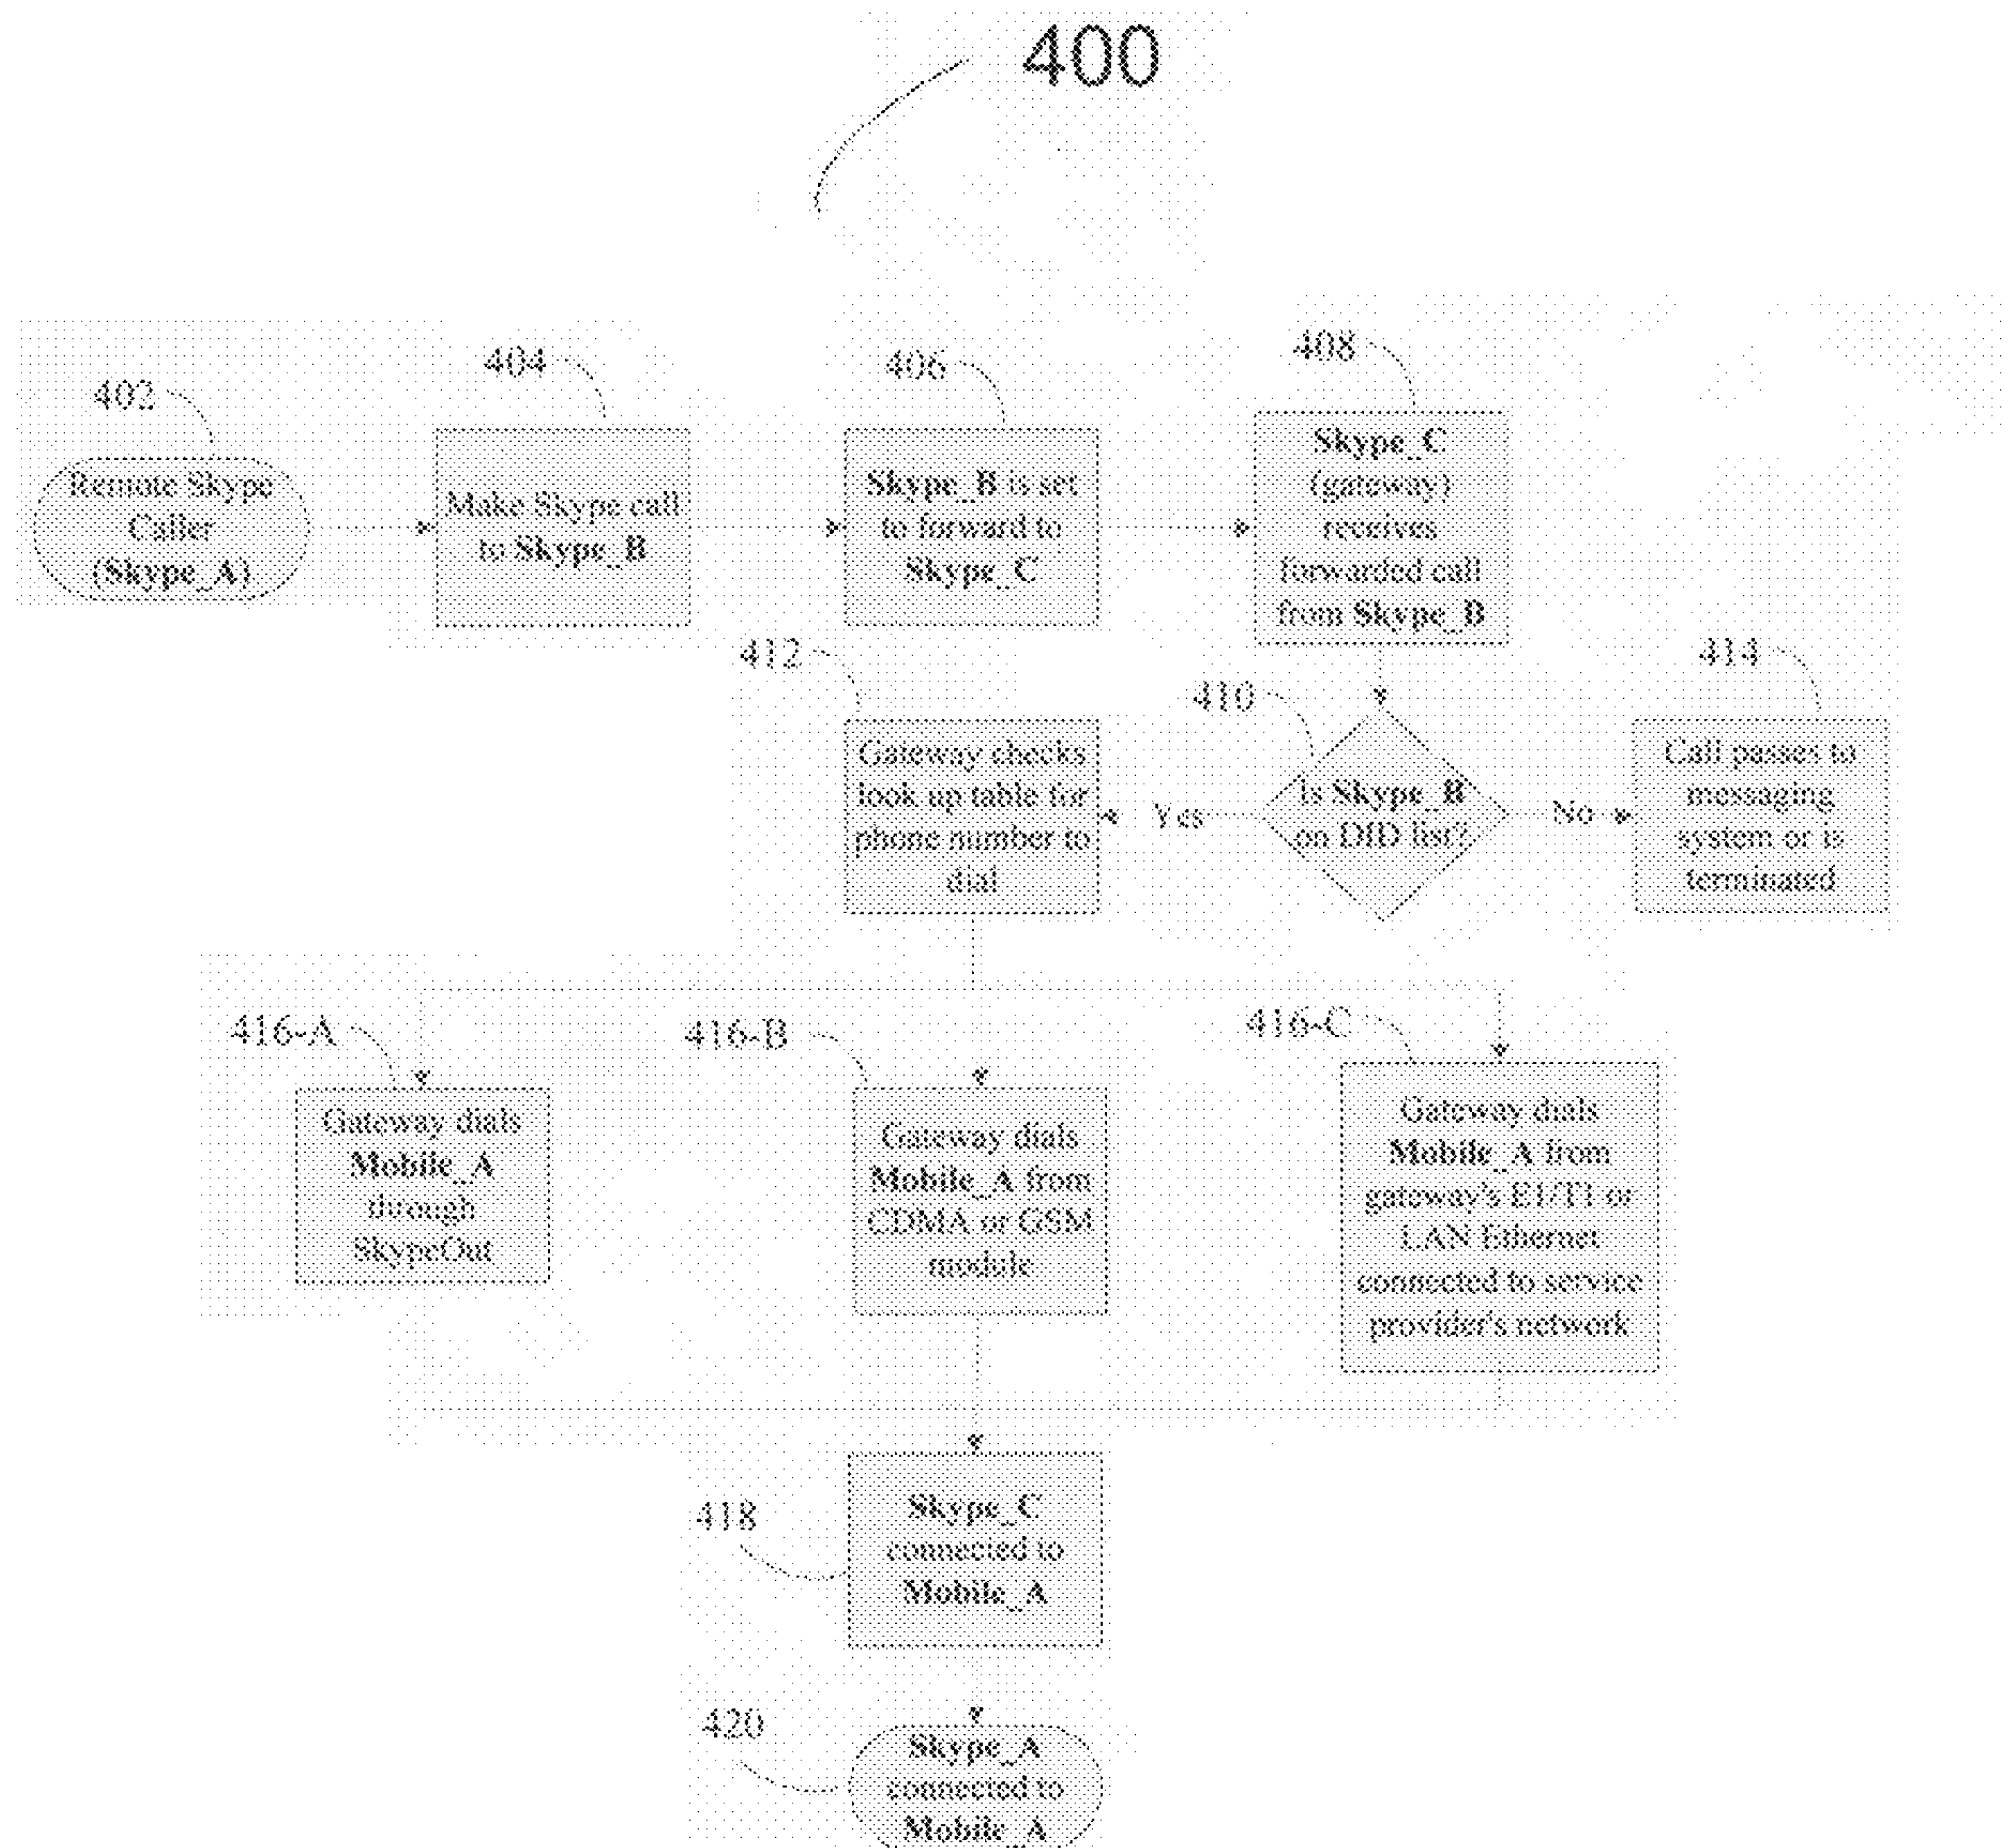 400
402
Remote Skype
Caller
(Skype_A)
404
Make Skype call
to Skype_B
406
Skype_B is set
to forward to
Skype_C
408
Skype_C
(gateway)
receives
forwarded call
from Skype_B
410
Is Skype_B
on DID list?
Yes
No
412
Gateway checks
look up table for
phone number to
dial
414
Call passes to
messaging
system or is
terminated
416-A
Gateway dials
Mobile_A
through
SkypeOut
416-B
Gateway dials
Mobile_A from
CDMA or GSM
module
416-C
Gateway dials
Mobile_A from
gateway's E1/T1 or
LAN Ethernet
connected to service
provider's network
418
Skype_C
connected to
Mobile_A
420
Skype_A
connected to
Mobile_A